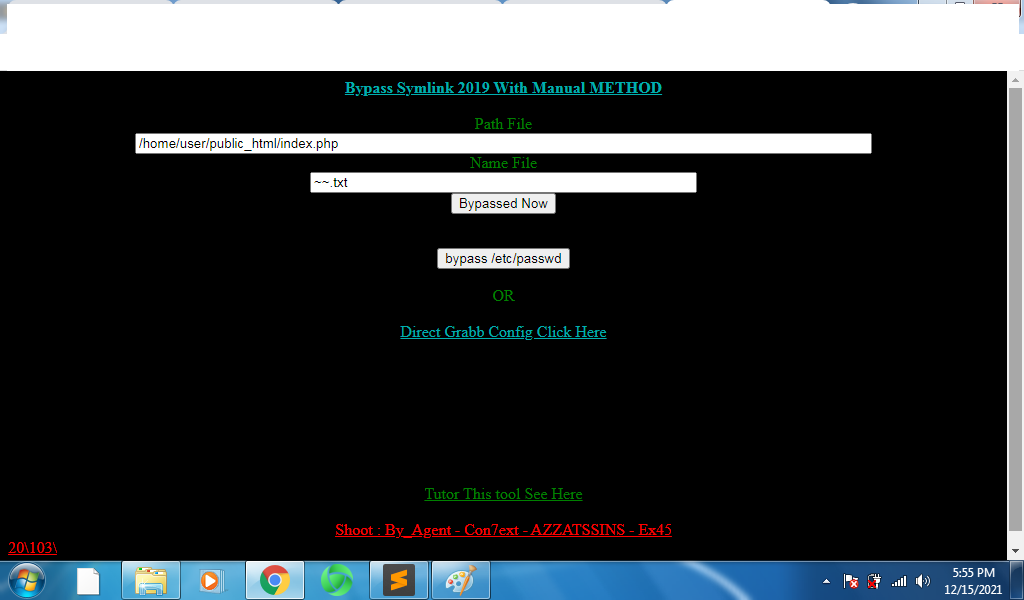 Bypass Symlink 2019 With Manual METHOD
Path File
/home/user/public_html/index.php
Name File
~~.txt
Bypassed Now
bypass /etc/passwd
OR
Direct Grabb Config Click Here
Tutor This tool See Here
Shoot : By_Agent - Con7ext - AZZATSSINS - Ex45
20\103\
5:55 PM
12/15/2021